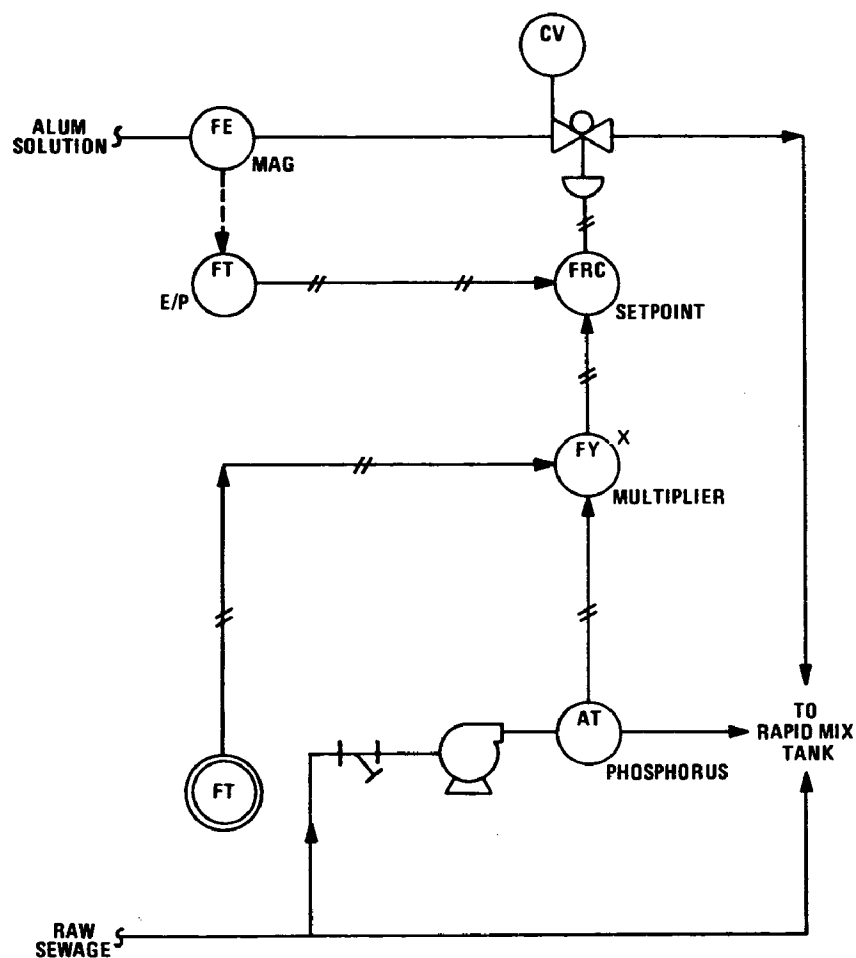 CV
ALUM
SOLUTION
FE
MAG
FT
E/P
FRC
SETPOINT
FY
X
MULTIPLIER
AT
PHOSPHORUS
TO
RAPID MIX
TANK
FT
RAW
SEWAGE